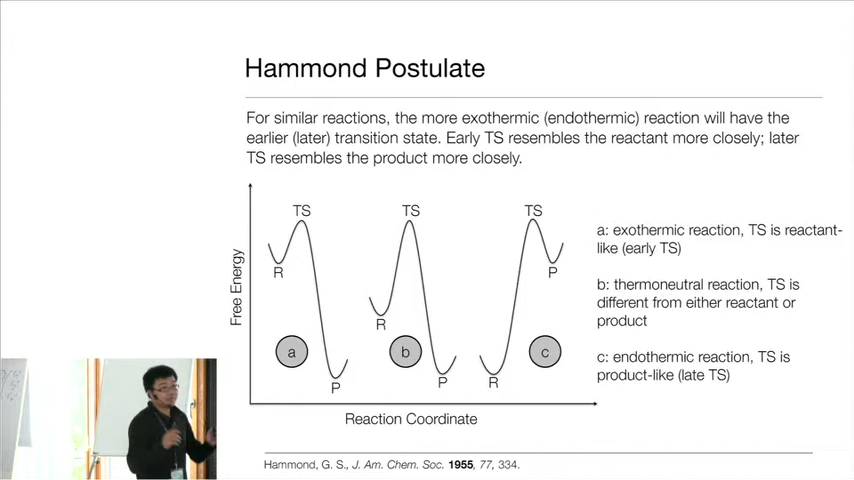 Hammond Postulate
For similar reactions, the more exothermic (endothermic) reaction will have the
earlier (later) transition state. Early TS resembles the reactant more closely; later
TS resembles the product more closely.
TS
TS
TS
R
R
P
a
b
c
P
P
R
Free Energy
Reaction Coordinate
a: exothermic reaction, TS is reactant-
like (early TS)
b: thermoneutral reaction, TS is
different from either reactant or
product
c: endothermic reaction, TS is
product-like (late TS)
Hammond, G. S., J. Am. Chem. Soc. 1955, 77, 334.